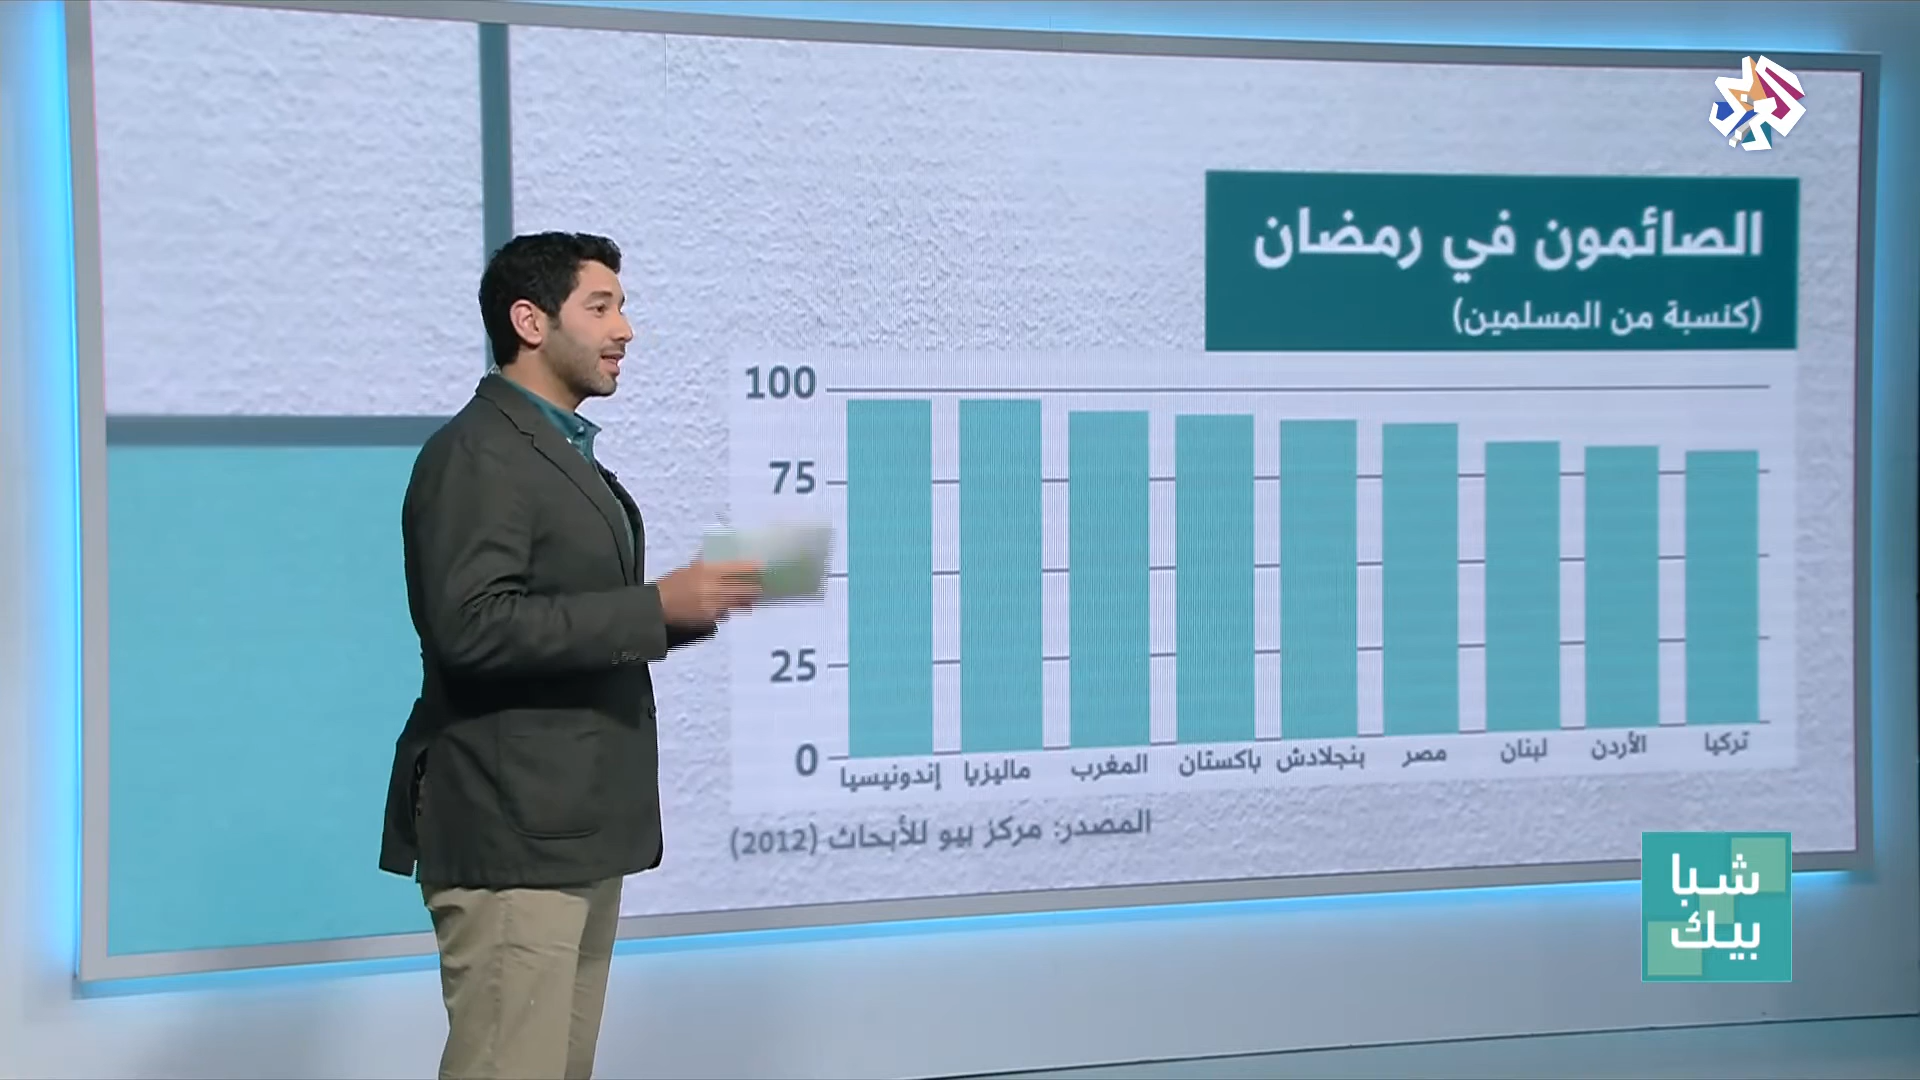 الصائمون في رمضان
(كنسبة من المسلمين)
100
75
25
0
إندونيسيا
ماليزيا
المغرب
باكستان
بنجلادش
مصر
لبنان
الأردن
تركيا
المصدر: مركز بيو للأبحاث (2012)
شبا
بيك